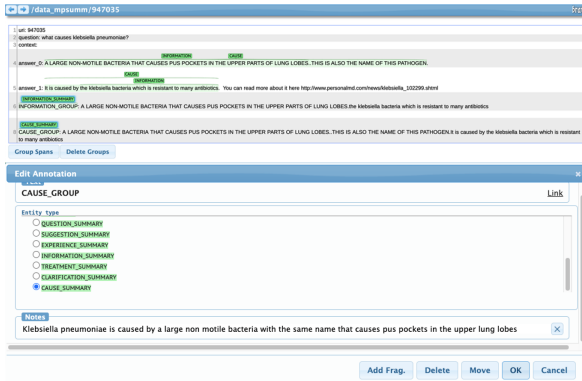 /data_mpsumm/947035
1 uri: 947035
2 question: what causes klebsiella pneumoniae?
3 context:
INFORMATION CAUSE
4 answer_0: A LARGE NON-MOTILE BACTERIA THAT CAUSES PUS POCKETS IN THE UPPER PARTS OF LUNG LOBES..THIS IS ALSO THE NAME OF THIS PATHOGEN.
CAUSE
INFORMATION
5 answer_1: It is caused by the klebsiella bacteria which is resistant to many antibiotics. You can read more about it here http://www.personalmd.com/news/klebsiella_102299.shtml
INFORMATION_SUMMARY
INFORMATION_GROUP: A LARGE NON-MOTILE BACTERIA THAT CAUSES PUS POCKETS IN THE UPPER PARTS OF LUNG LOBES.the klebsiella bacteria which is resistant to many antibiotics
CAUSE_SUMMARY
CAUSE_GROUP: A LARGE NON-MOTILE BACTERIA THAT CAUSES PUS POCKETS IN THE UPPER PARTS OF LUNG LOBES..THIS IS ALSO THE NAME OF THIS PATHOGEN.It is caused by the klebsiella bacteria which is resistant
to many antibiotics
Group Spans Delete Groups
Edit Annotation
CAUSE_GROUP Link
Entity type
QUESTION_SUMMARY
SUGGESTION_SUMMARY
EXPERIENCE_SUMMARY
INFORMATION_SUMMARY
TREATMENT_SUMMARY
CLARIFICATION_SUMMARY
CAUSE_SUMMARY
Notes
Klebsiella pneumoniae is caused by a large non motile bacteria with the same name that causes pus pockets in the upper lung lobes
Add Frag. Delete Move OK Cancel